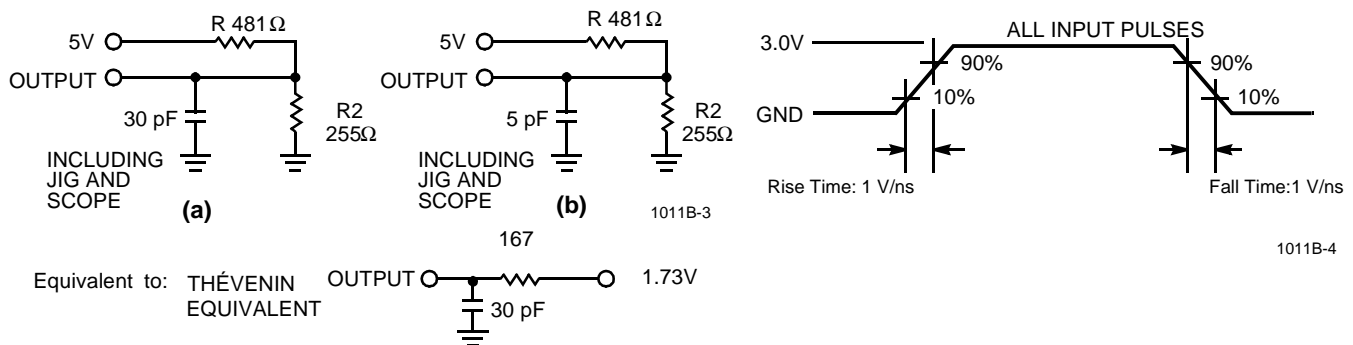 R 481Ω
5V
OUTPUT
30 pF
R2
255Ω
INCLUDING
JIG AND
SCOPE
(a)
R 481Ω
5V
OUTPUT
5 pF
R2
255Ω
INCLUDING
JIG AND
SCOPE
(b)
1011B-3
ALL INPUT PULSES
3.0V
90%
90%
10%
10%
GND
Rise Time: 1 V/ns
Fall Time:1 V/ns
1011B-4
167
Equivalent to:
THÉVENIN
EQUIVALENT
OUTPUT
1.73V
30 pF